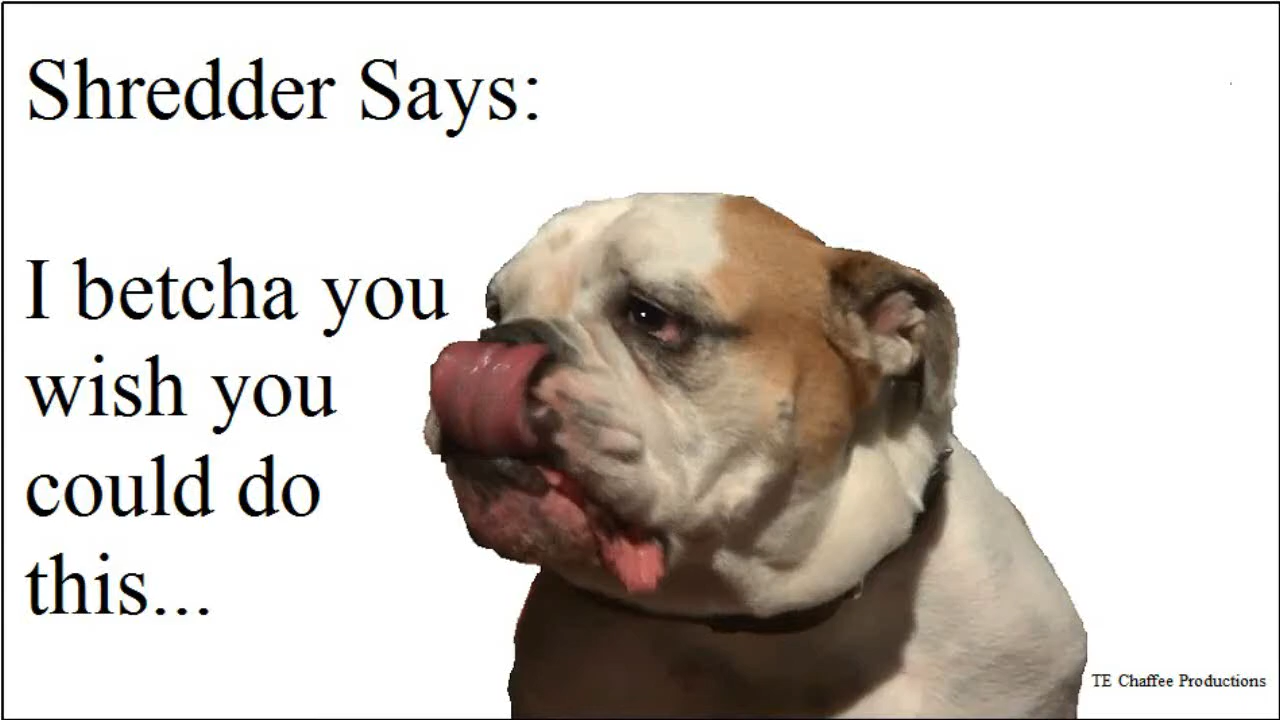 Shredder Says:
I betcha you
wish you
could do
this...
TE Chaffee Productions